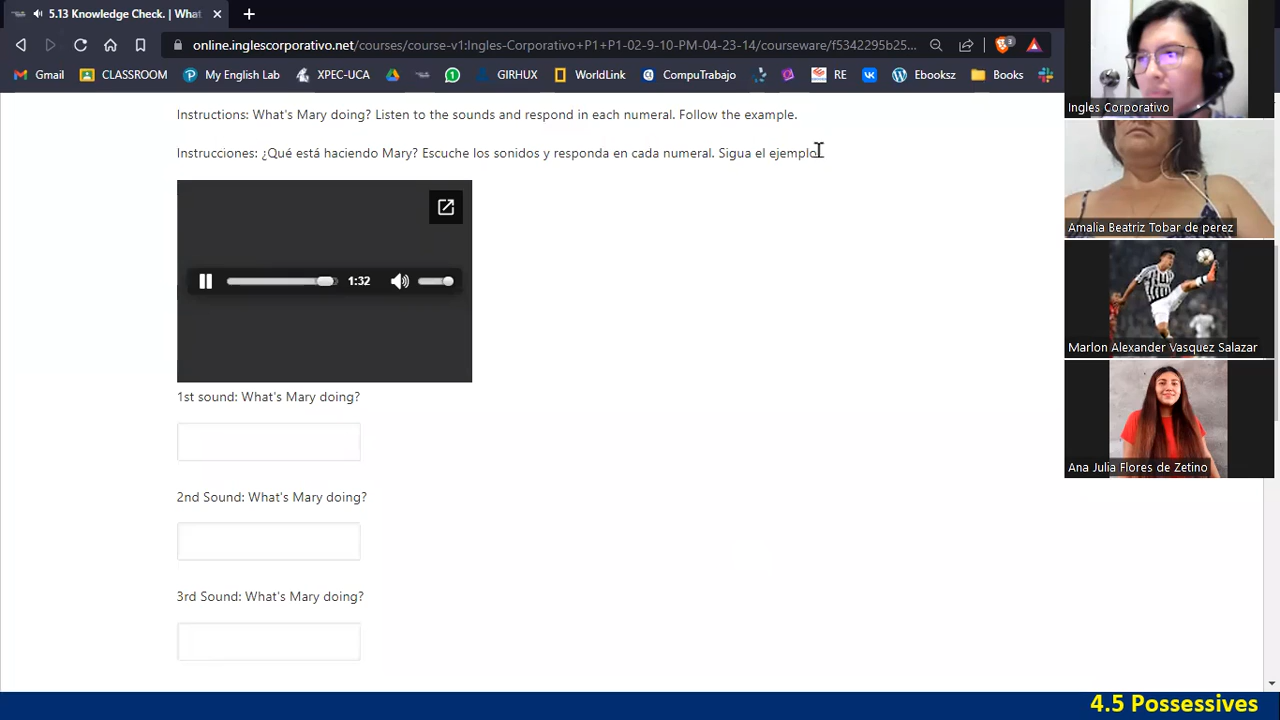 5.13 Knowledge Check. | What
online.inglescorporativo.net/courses/course-v1:Ingles-Corporativo+P1+P1-02-9-10-PM-04-23-14/courseware/f5342295b25...
3
Gmail CLASSROOM My English Lab XPEC-UCA 1 GIRHUX WorldLink CompuTrabajo RE Ebooksz Books
Instructions: What's Mary doing? Listen to the sounds and respond in each numeral. Follow the example.
Instrucciones: ¿Qué está haciendo Mary? Escuche los sonidos y responda en cada numeral. Sigua el ejemplo.
1:32
1st sound: What's Mary doing?
2nd Sound: What's Mary doing?
3rd Sound: What's Mary doing?
Ingles Corporativo
Amalia Beatriz Tobar de perez
Marlon Alexander Vasquez Salazar
Ana Julia Flores de Zetino
4.5 Possessives